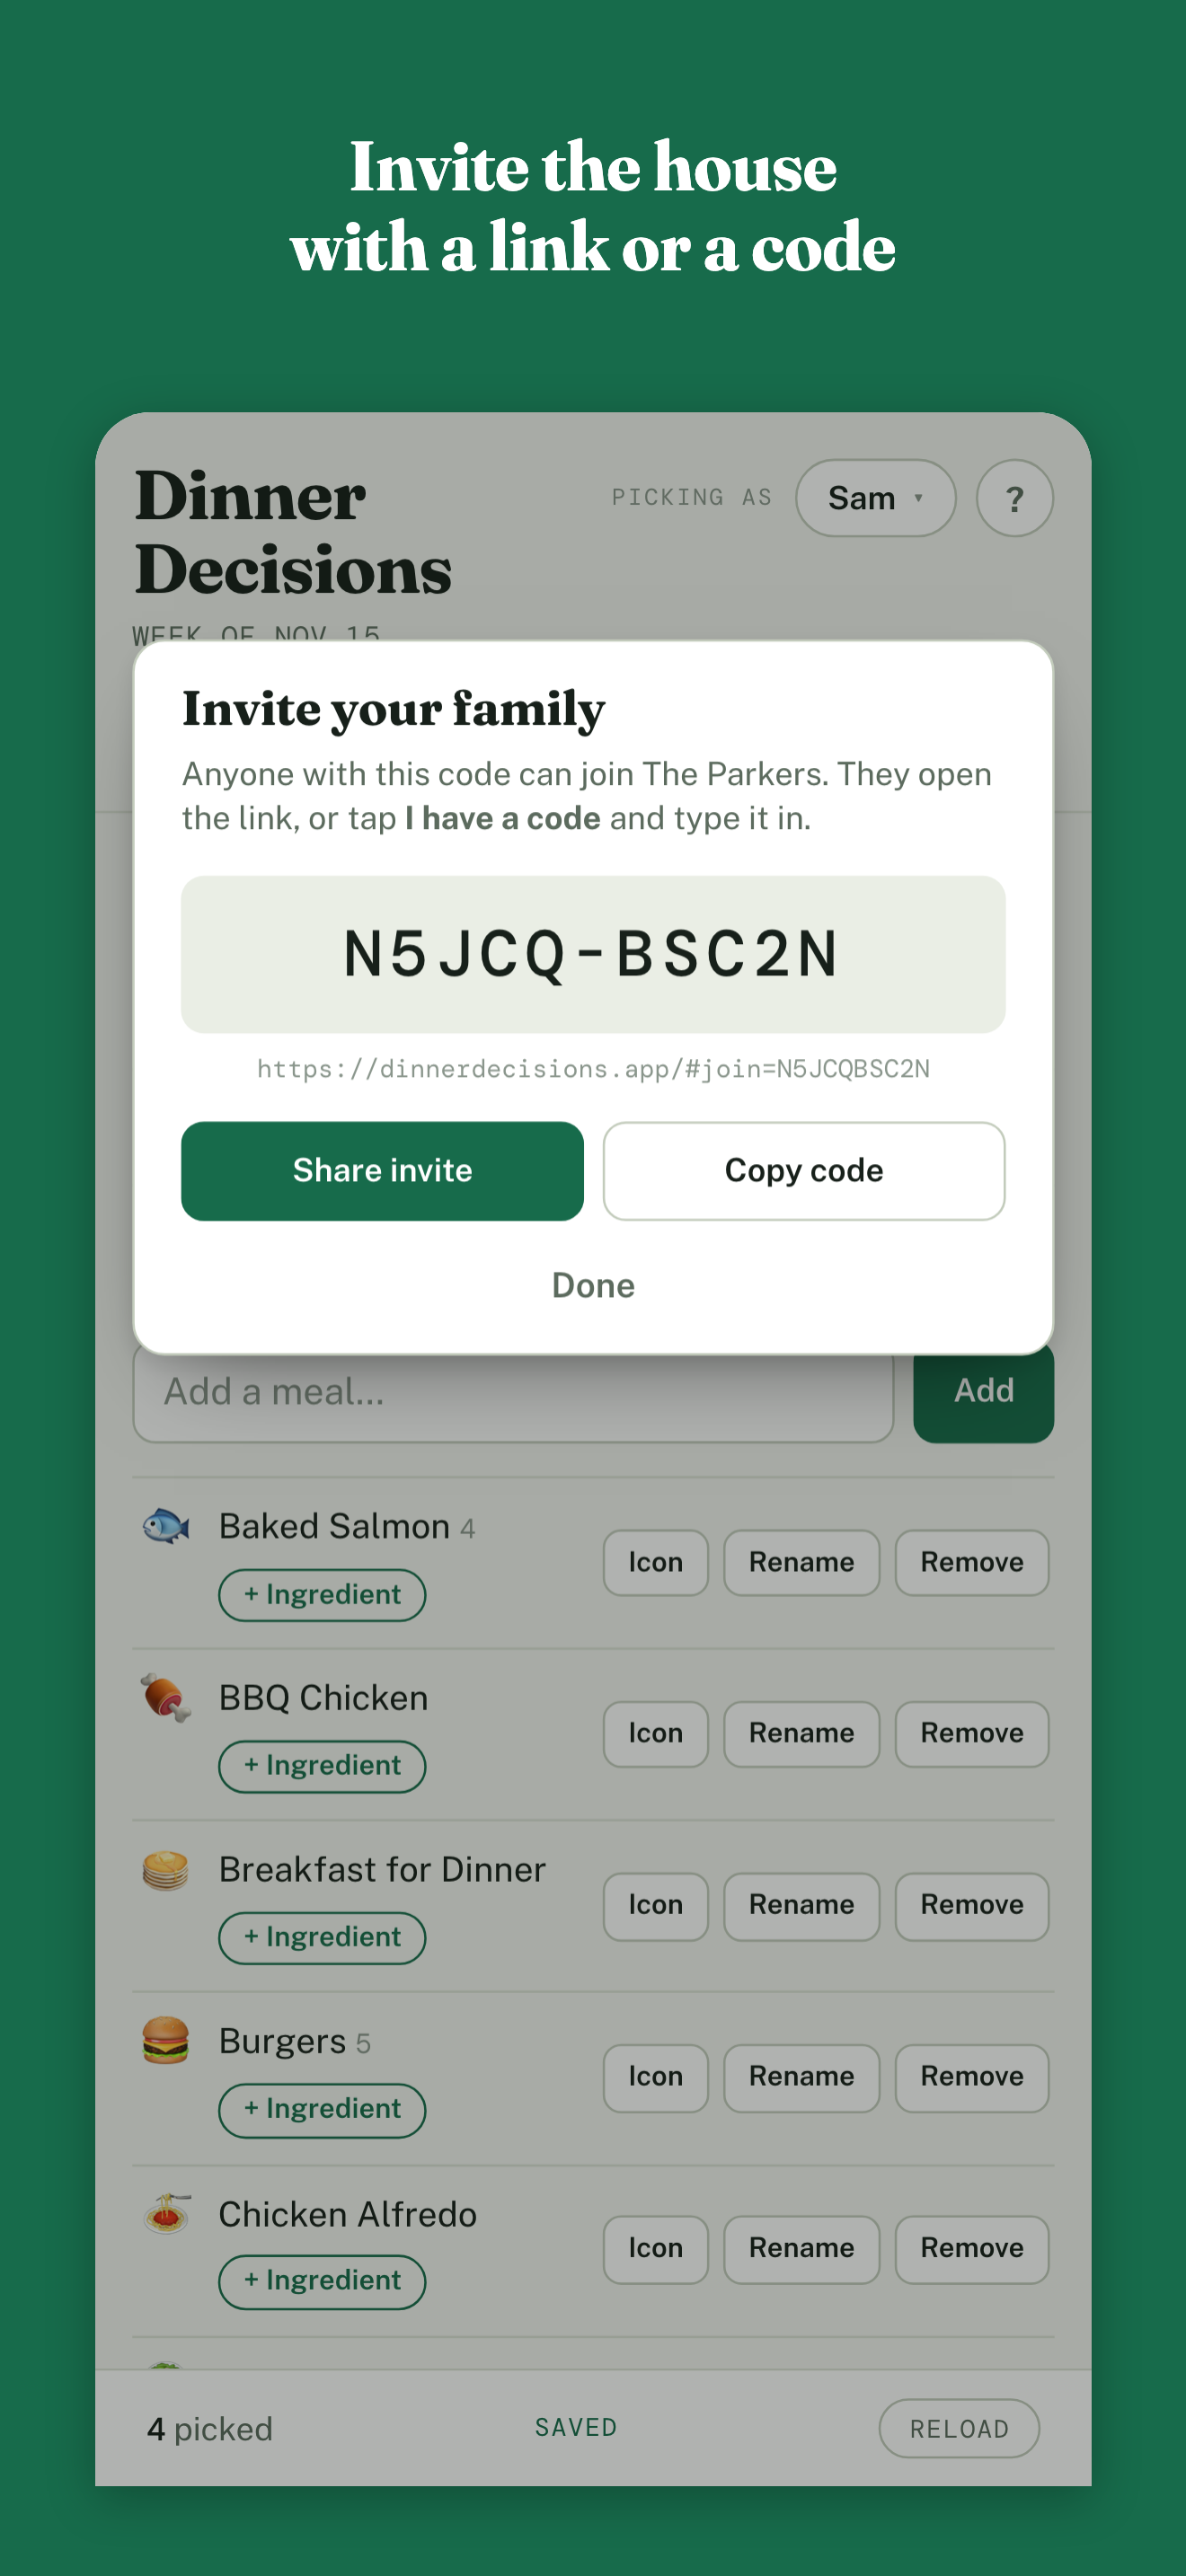 Invite the house
with a link or a code
Dinner
Decisions
PICKING AS
Sam ▾
?
WEEK OF NOV 15
Invite your family
Anyone with this code can join The Parkers. They open
the link, or tap I have a code and type it in.
N5JCQ-BSC2N
https://dinnerdecisions.app/#join=N5JCQBSC2N
Share invite
Copy code
Done
Add a meal...
Add
Baked Salmon 4
+ Ingredient
Icon
Rename
Remove
BBQ Chicken
+ Ingredient
Icon
Rename
Remove
Breakfast for Dinner
+ Ingredient
Icon
Rename
Remove
Burgers 5
+ Ingredient
Icon
Rename
Remove
Chicken Alfredo
+ Ingredient
Icon
Rename
Remove
4 picked
SAVED
RELOAD